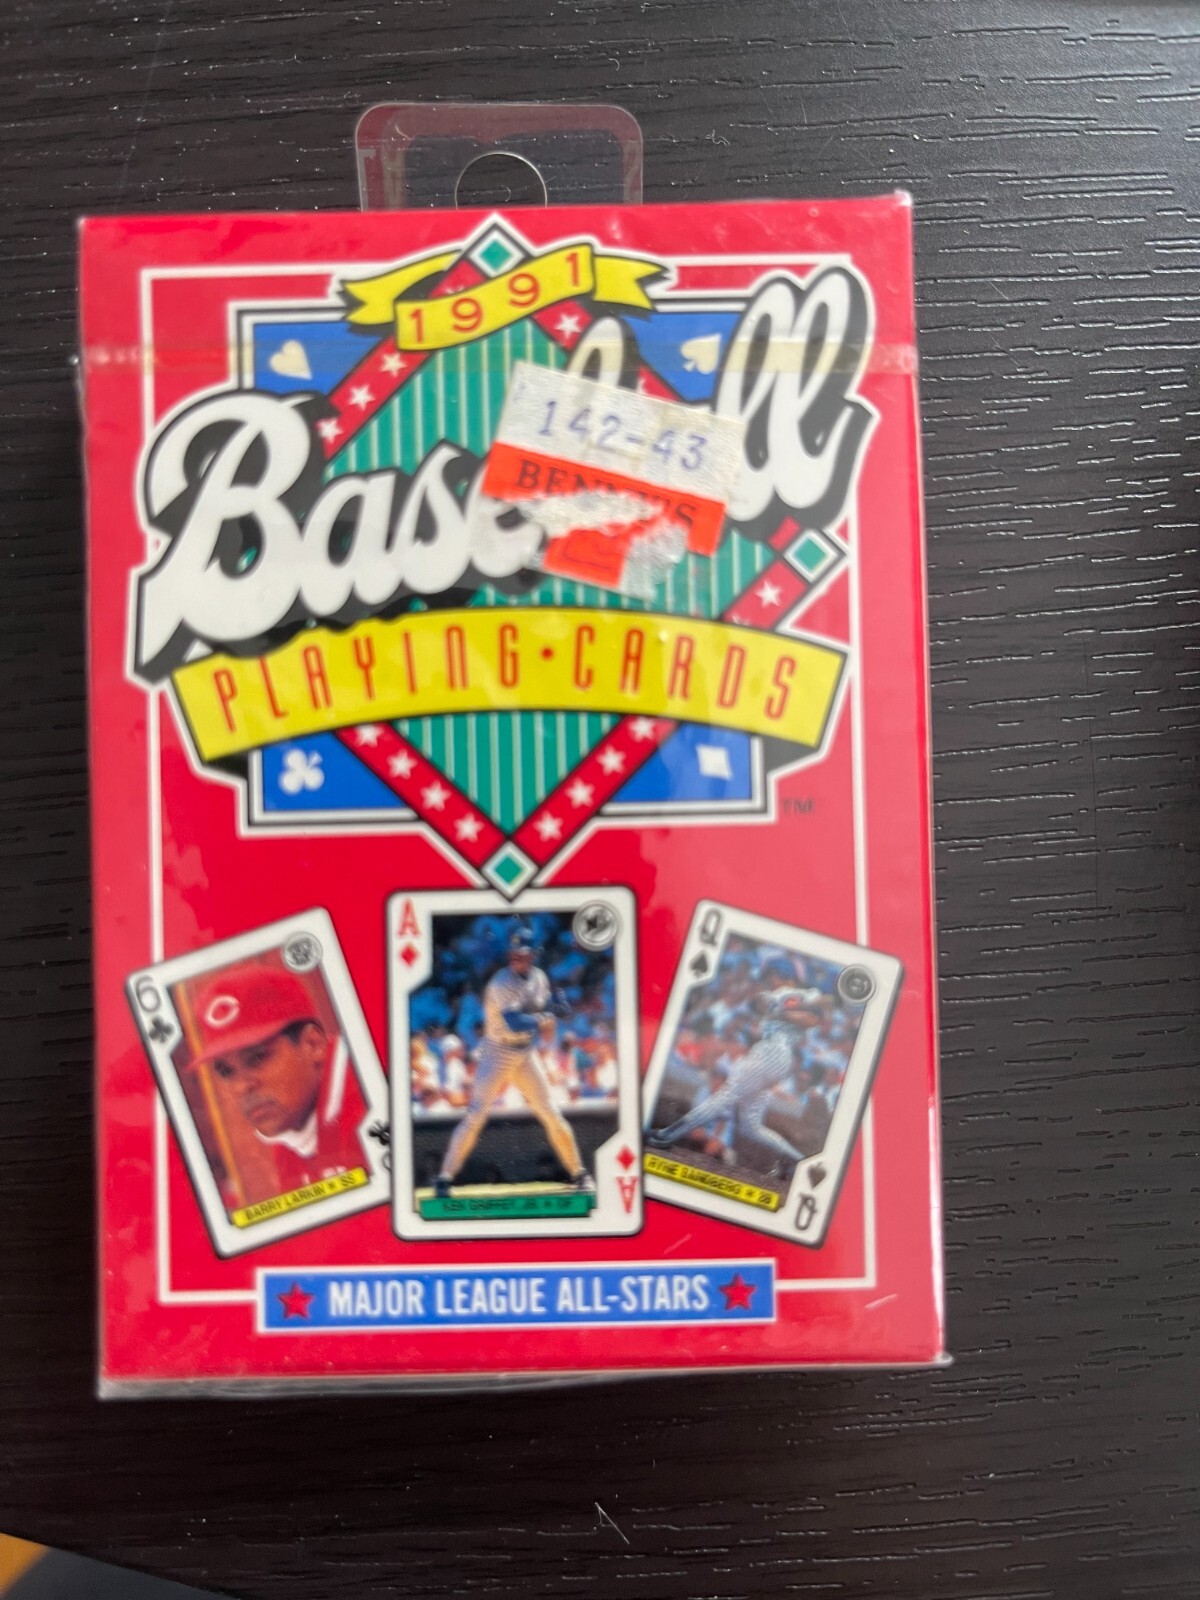 1991
Baseball
142-43
PLAYING·CARDS
TM
6
A
Q
BARRY LARKIN ★ SS
KEN GRIFFEY JR. ★ OF
RYNE SANDBERG ★ 2B
A
Q
★ MAJOR LEAGUE ALL-STARS ★